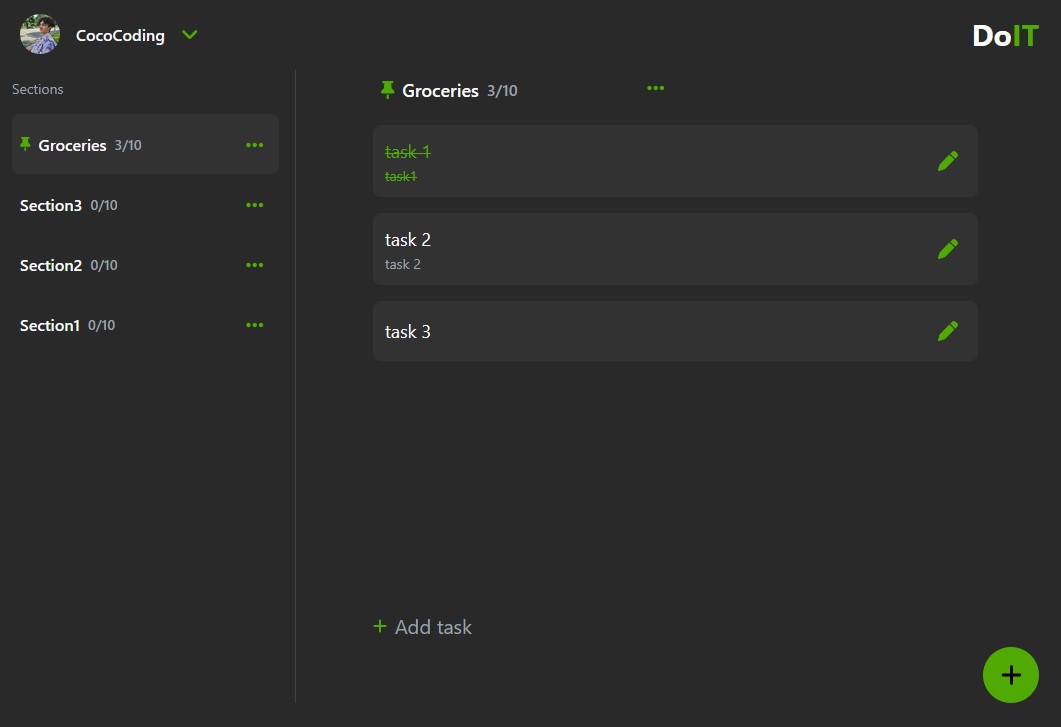 CocoCoding
DoIT
Sections
Groceries 3/10
Section3 0/10
Section2 0/10
Section1 0/10
Groceries 3/10
task 1
task1
task 2
task 2
task 3
+ Add task
+